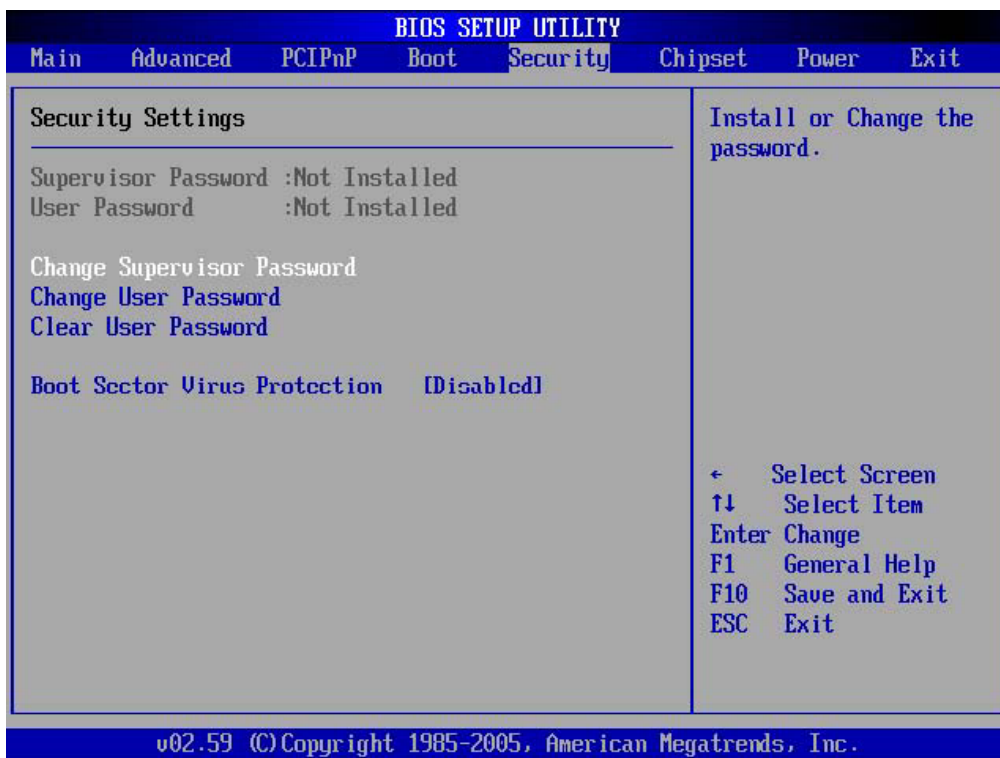 BIOS SETUP UTILITY
Main Advanced PCIPnP Boot Security Chipset Power Exit
Security Settings
Supervisor Password :Not Installed
User Password :Not Installed
Change Supervisor Password
Change User Password
Clear User Password
Boot Sector Virus Protection [Disabled]
Install or Change the
password.
← Select Screen
↑↓ Select Item
Enter Change
F1 General Help
F10 Save and Exit
ESC Exit
v02.59 (C)Copyright 1985-2005, American Megatrends, Inc.